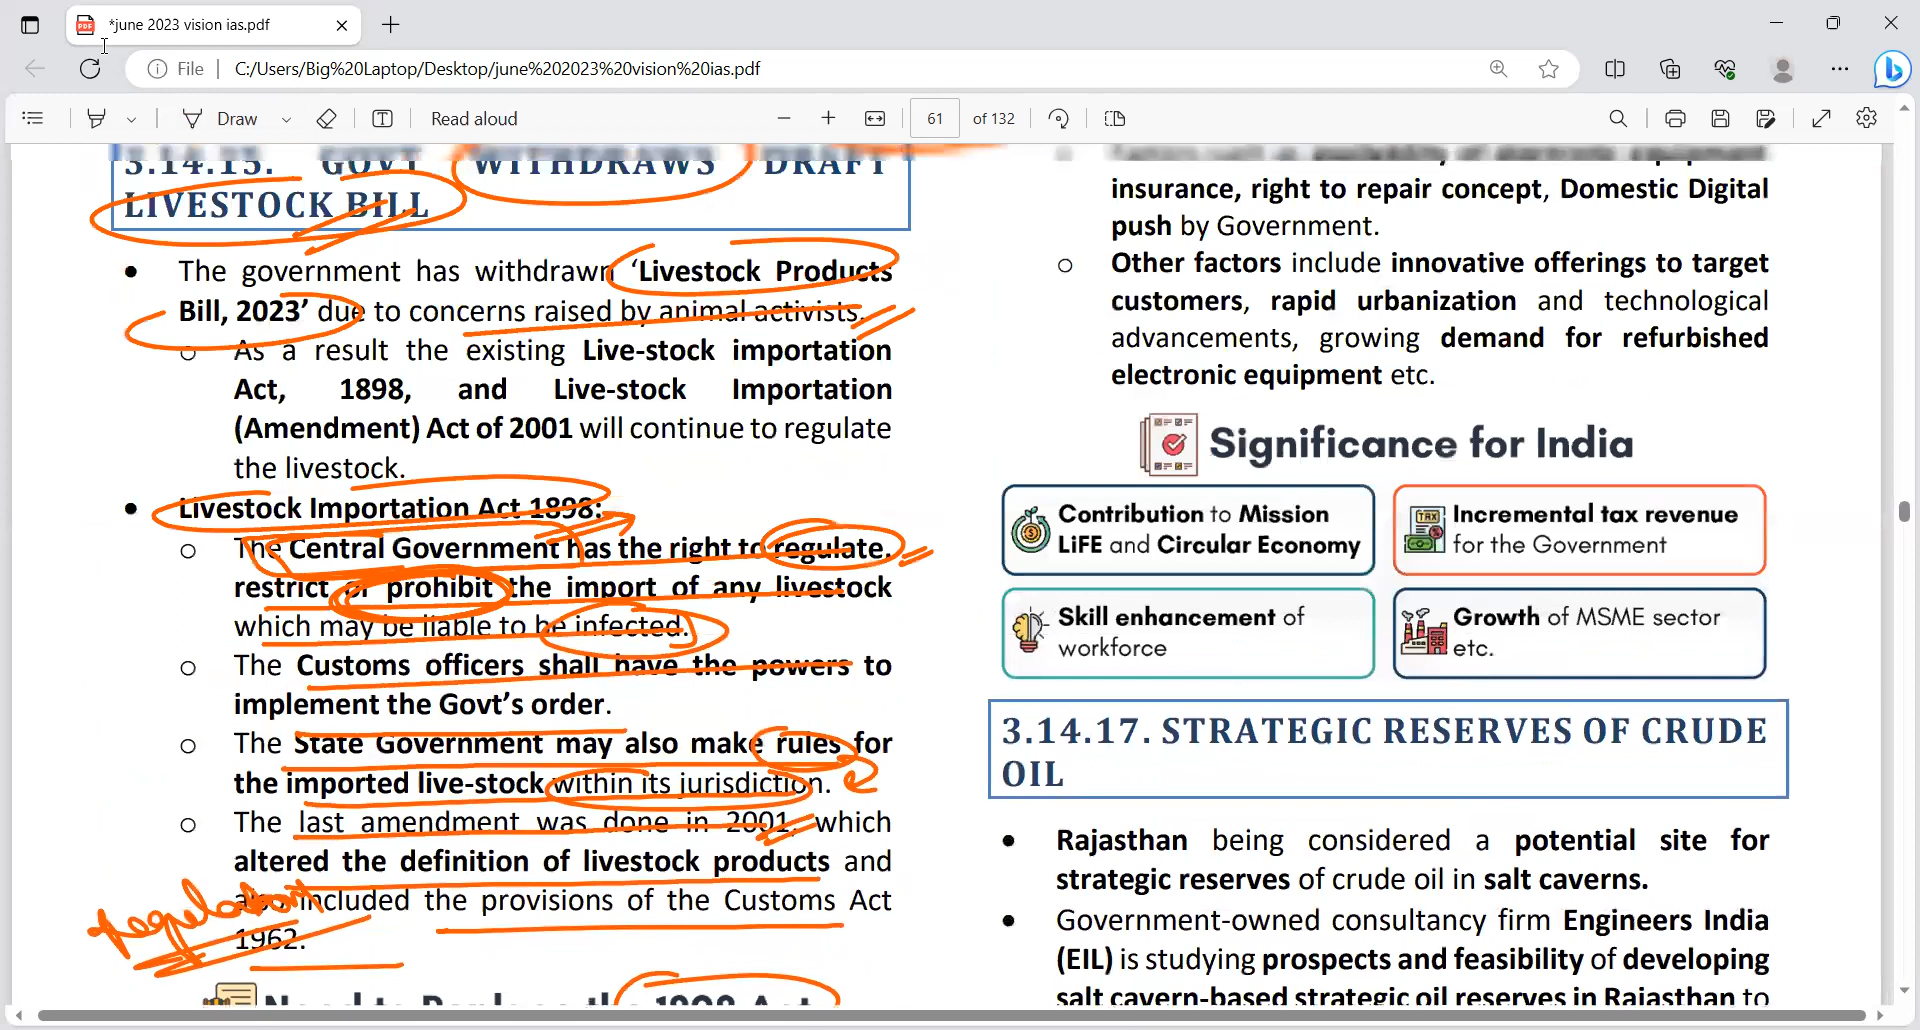 *june 2023 vision ias.pdf
File
C:/Users/Big%20Laptop/Desktop/june%202023%20vision%20ias.pdf
Draw
Read aloud
61 of 132
3.14.15. GOVT WITHDRAWS DRAFT
LIVESTOCK BILL
• The government has withdrawn ‘Livestock Products
Bill, 2023’ due to concerns raised by animal activists.
o As a result the existing Live-stock importation
Act, 1898, and Live-stock Importation
(Amendment) Act of 2001 will continue to regulate
the livestock.
• Livestock Importation Act 1898:
o The Central Government has the right to regulate,
restrict or prohibit the import of any livestock
which may be liable to be infected.
o The Customs officers shall have the powers to
implement the Govt’s order.
o The State Government may also make rules for
the imported live-stock within its jurisdiction.
o The last amendment was done in 2001, which
altered the definition of livestock products and
also included the provisions of the Customs Act
1962.
regulation
1898 Act
insurance, right to repair concept, Domestic Digital
push by Government.
o Other factors include innovative offerings to target
customers, rapid urbanization and technological
advancements, growing demand for refurbished
electronic equipment etc.
Significance for India
Contribution to Mission
LiFE and Circular Economy
TAX
Incremental tax revenue
for the Government
Skill enhancement of
workforce
Growth of MSME sector
etc.
3.14.17. STRATEGIC RESERVES OF CRUDE
OIL
• Rajasthan being considered a potential site for
strategic reserves of crude oil in salt caverns.
• Government-owned consultancy firm Engineers India
(EIL) is studying prospects and feasibility of developing
salt cavern-based strategic oil reserves in Rajasthan to